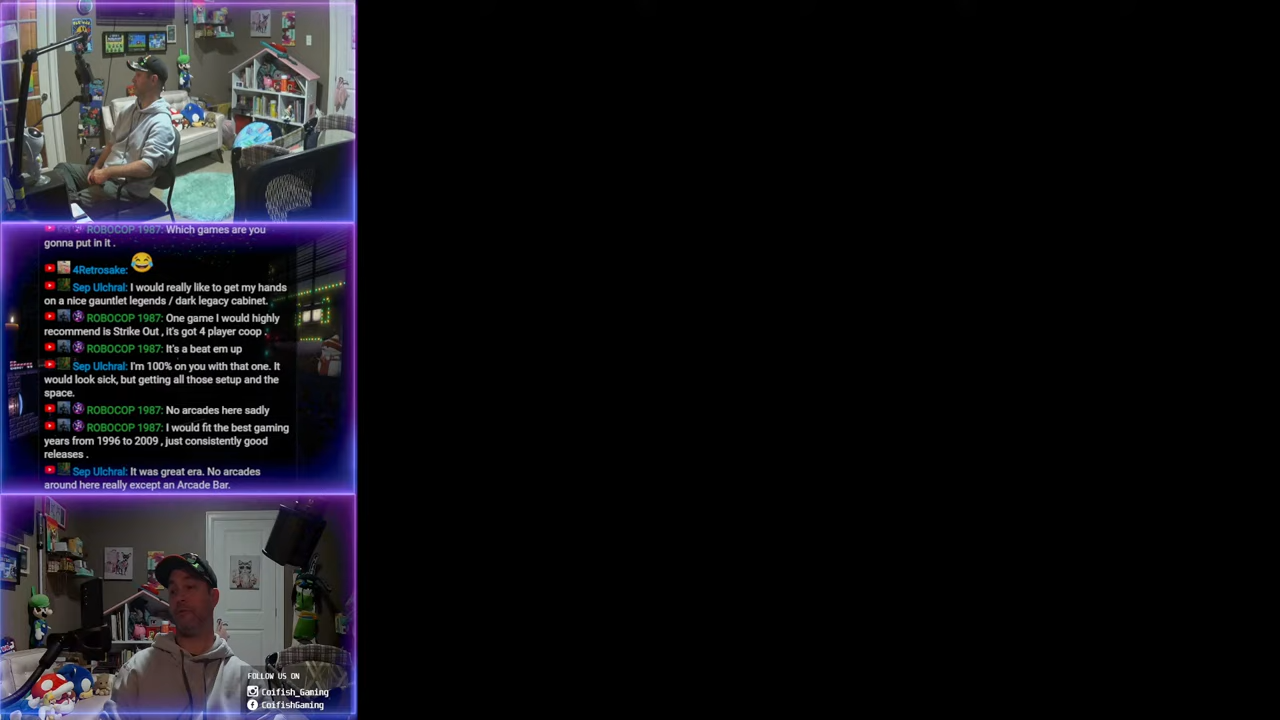 ROBOCOP 1987: Which games are you
gonna put in it .
4Retrosake: 😂
Sep Ulchral: I would really like to get my hands
on a nice gauntlet legends / dark legacy cabinet.
ROBOCOP 1987: One game I would highly
recommend is Strike Out , it's got 4 player coop .
ROBOCOP 1987: It's a beat em up
Sep Ulchral: I'm 100% on you with that one. It
would look sick, but getting all those setup and the
space.
ROBOCOP 1987: No arcades here sadly
ROBOCOP 1987: I would fit the best gaming
years from 1996 to 2009 , just consistently good
releases .
Sep Ulchral: It was great era. No arcades
around here really except an Arcade Bar.
FOLLOW US ON
Coifish_Gaming
CoifishGaming